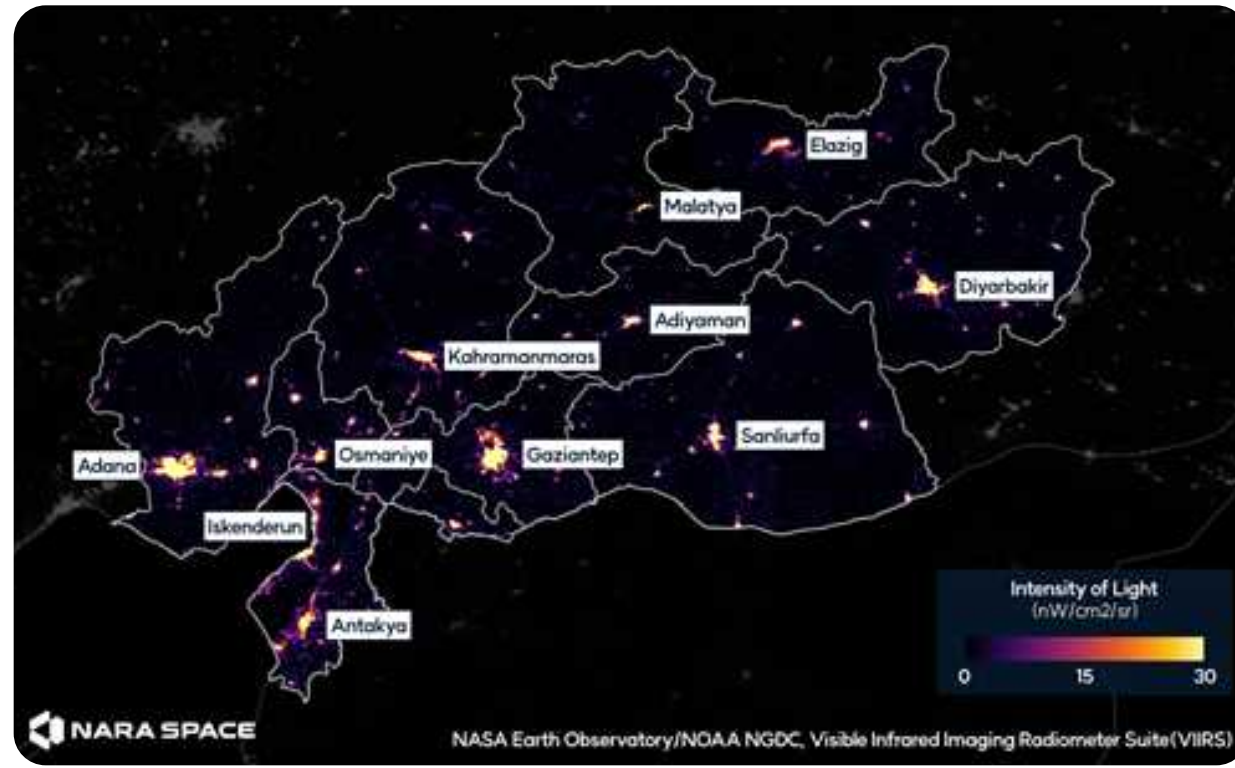 Elazig
Malatya
Diyarbakir
Adiyaman
Kahramanmaras
Sanliurfa
Adana
Osmaniye
Gaziantep
Iskenderun
Antakya
Intensity of Light
(nW/cm2/sr)
0 15 30
NARA SPACE
NASA Earth Observatory/NOAA NGDC, Visible Infrared Imaging Radiometer Suite(VIIRS)